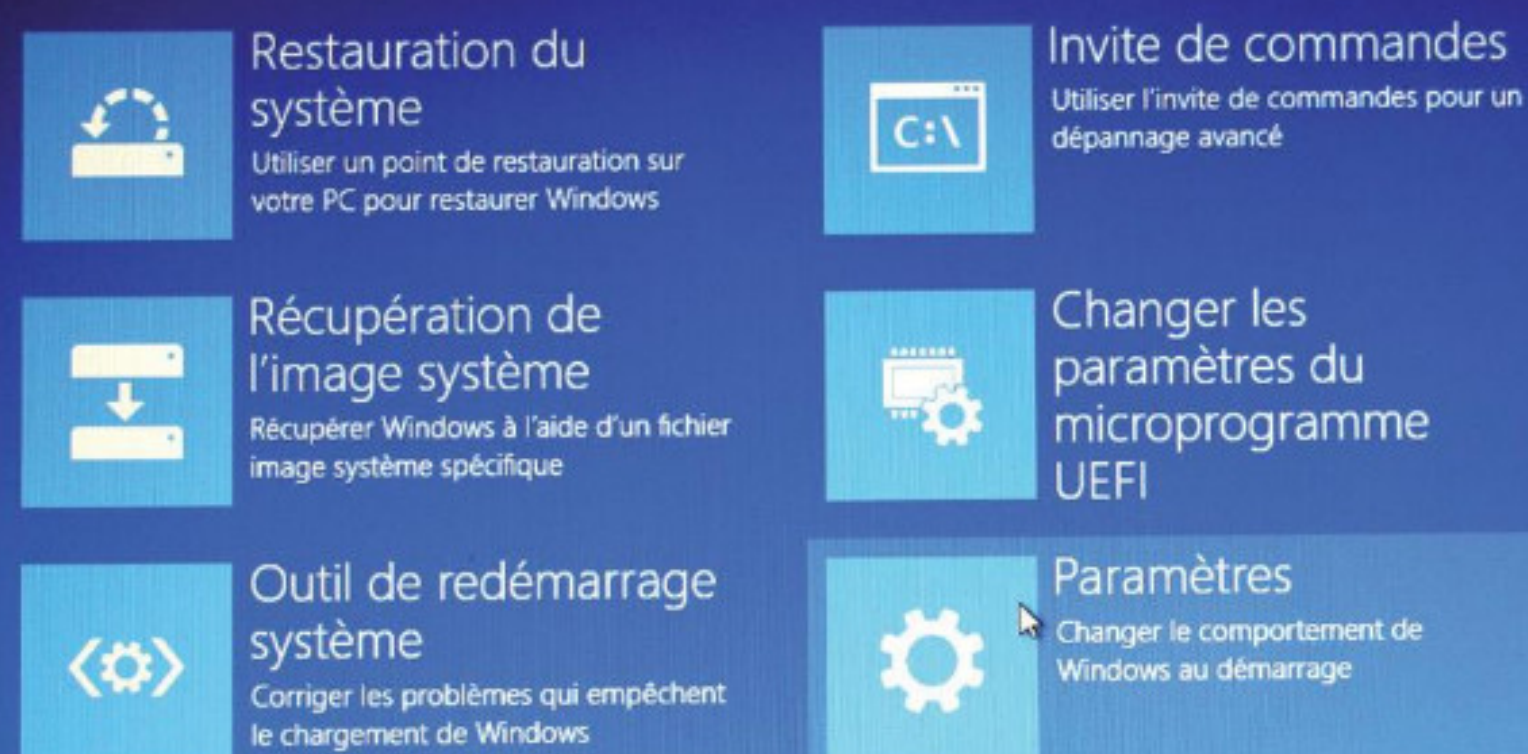 Restauration du
système
Utiliser un point de restauration sur
votre PC pour restaurer Windows
Récupération de
l'image système
Récupérer Windows à l'aide d'un fichier
image système spécifique
Outil de redémarrage
système
Corriger les problèmes qui empêchent
le chargement de Windows
Invite de commandes
Utiliser l'invite de commandes pour un
dépannage avancé
C:\
Changer les
paramètres du
microprogramme
UEFI
Paramètres
Changer le comportement de
Windows au démarrage